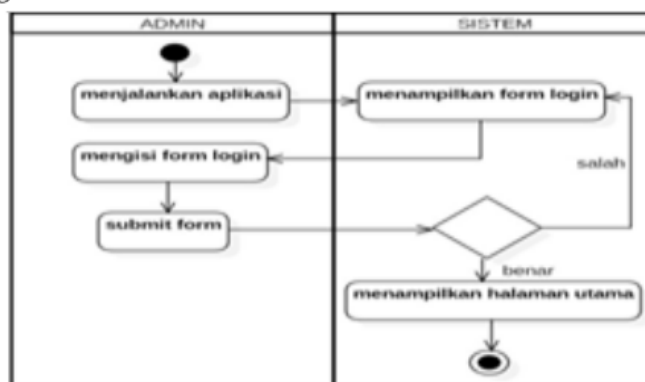 ADMIN
SISTEM
menjalankan aplikasi
menampilkan form login
mengisi form login
salah
submit form
benar
menampilkan halaman utama